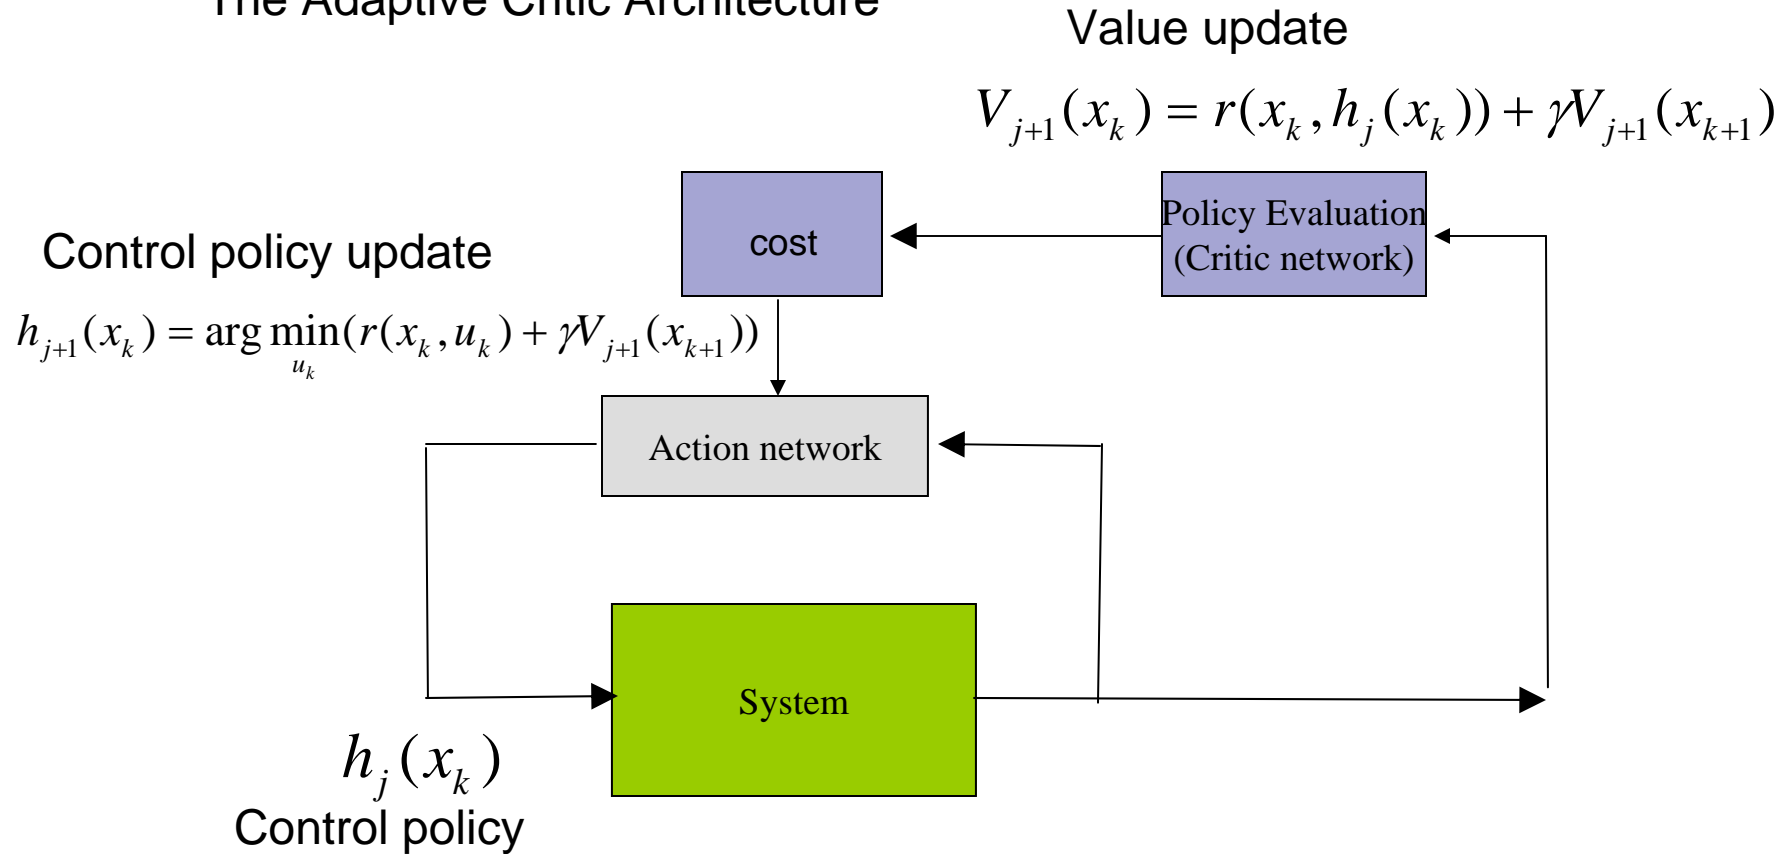 The Adaptive Critic Architecture
Value update
V_{j+1}(x_k) = r(x_k, h_j(x_k)) + γV_{j+1}(x_{k+1})
cost
Policy Evaluation
(Critic network)
Control policy update
h_{j+1}(x_k) = arg min_{u_k}(r(x_k, u_k) + γV_{j+1}(x_{k+1}))
Action network
System
h_j(x_k)
Control policy